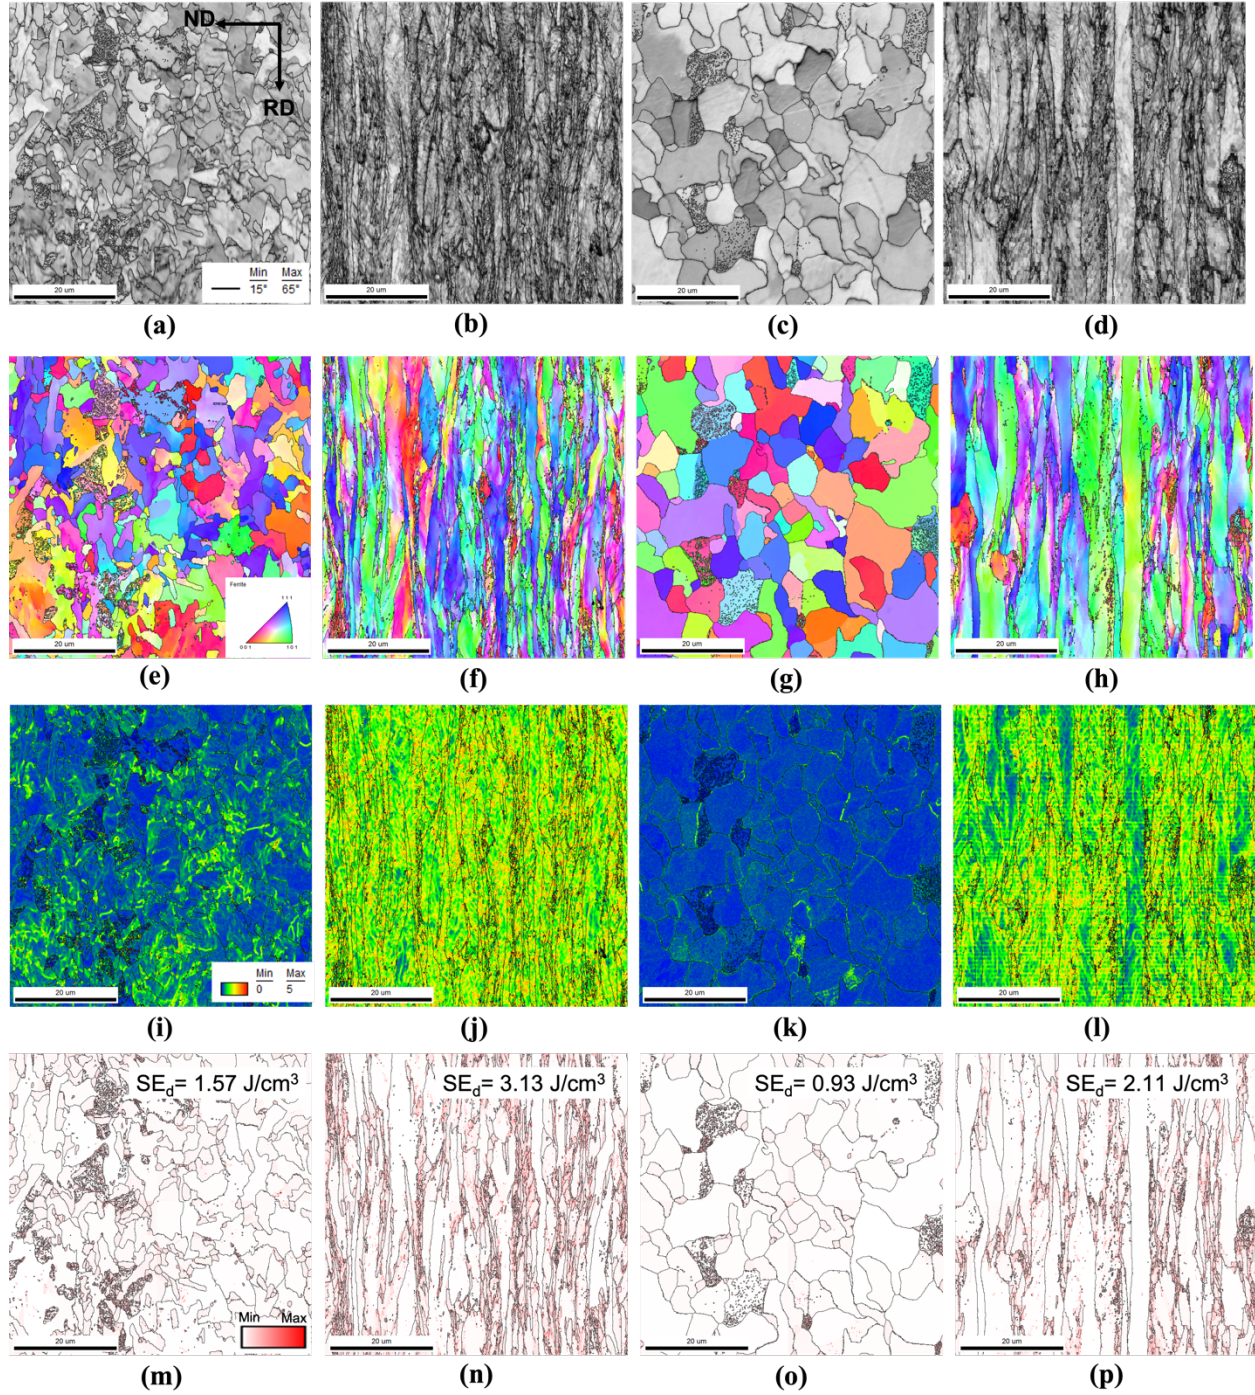 ND
RD
Min Max
15° 65°
20 um
20 um
20 um
20 um
(a) (b) (c) (d)
Ferrite
111
001 101
20 um
20 um
20 um
20 um
(e) (f) (g) (h)
Min Max
0 5
20 um
20 um
20 um
20 um
(i) (j) (k) (l)
SEd= 1.57 J/cm³
SEd= 3.13 J/cm³
SEd= 0.93 J/cm³
SEd= 2.11 J/cm³
Min Max
20 um
20 um
20 um
20 um
(m) (n) (o) (p)